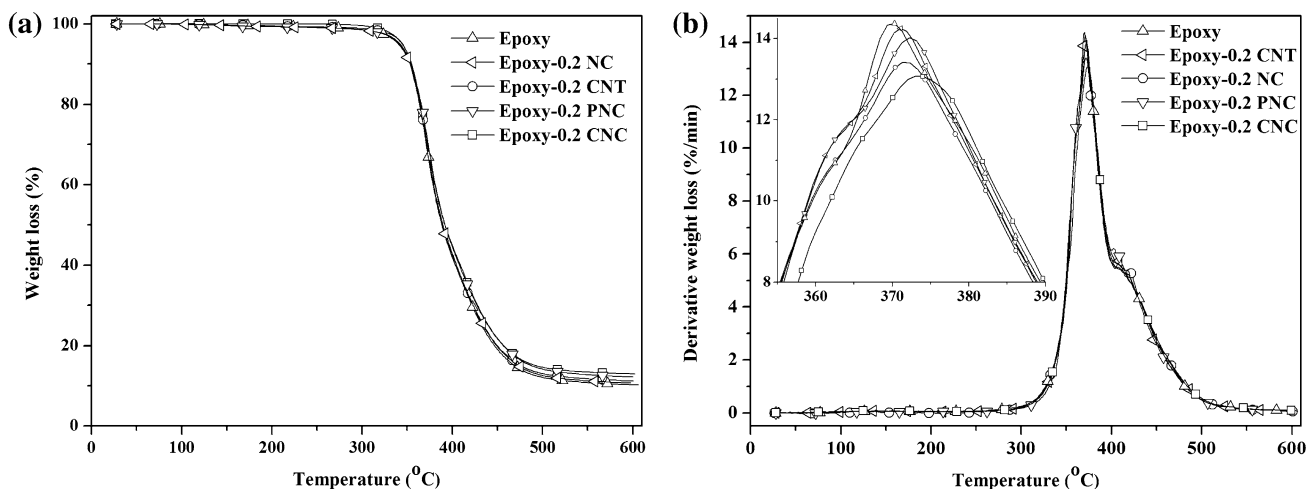 (a)
100
80
60
40
20
0
Weight loss (%)
0 100 200 300 400 500 600
Temperature (°C)
Epoxy
Epoxy-0.2 NC
Epoxy-0.2 CNT
Epoxy-0.2 PNC
Epoxy-0.2 CNC
(b)
14
12
10
8
6
4
2
0
Derivative weight loss (%/min)
0 100 200 300 400 500 600
Temperature (°C)
14
12
10
8
360 370 380 390
Epoxy
Epoxy-0.2 CNT
Epoxy-0.2 NC
Epoxy-0.2 PNC
Epoxy-0.2 CNC